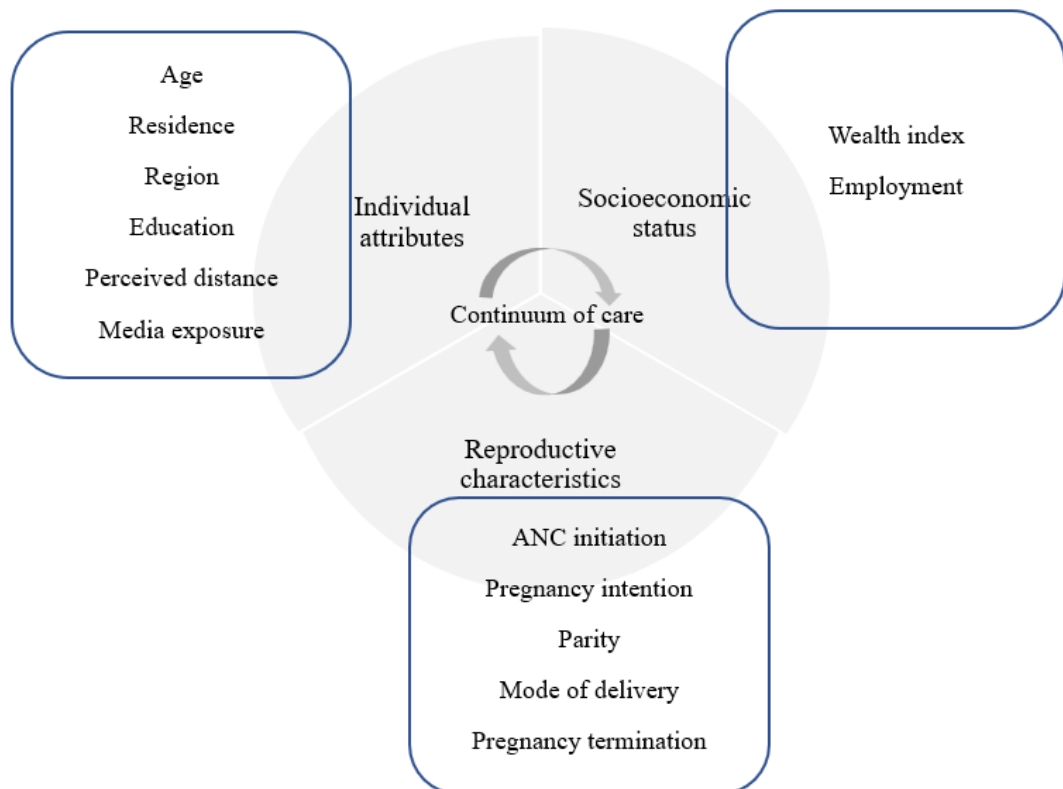 Age
Residence
Region
Education
Perceived distance
Media exposure
Individual
attributes
Socioeconomic
status
Wealth index
Employment
Continuum of care
Reproductive
characteristics
ANC initiation
Pregnancy intention
Parity
Mode of delivery
Pregnancy termination